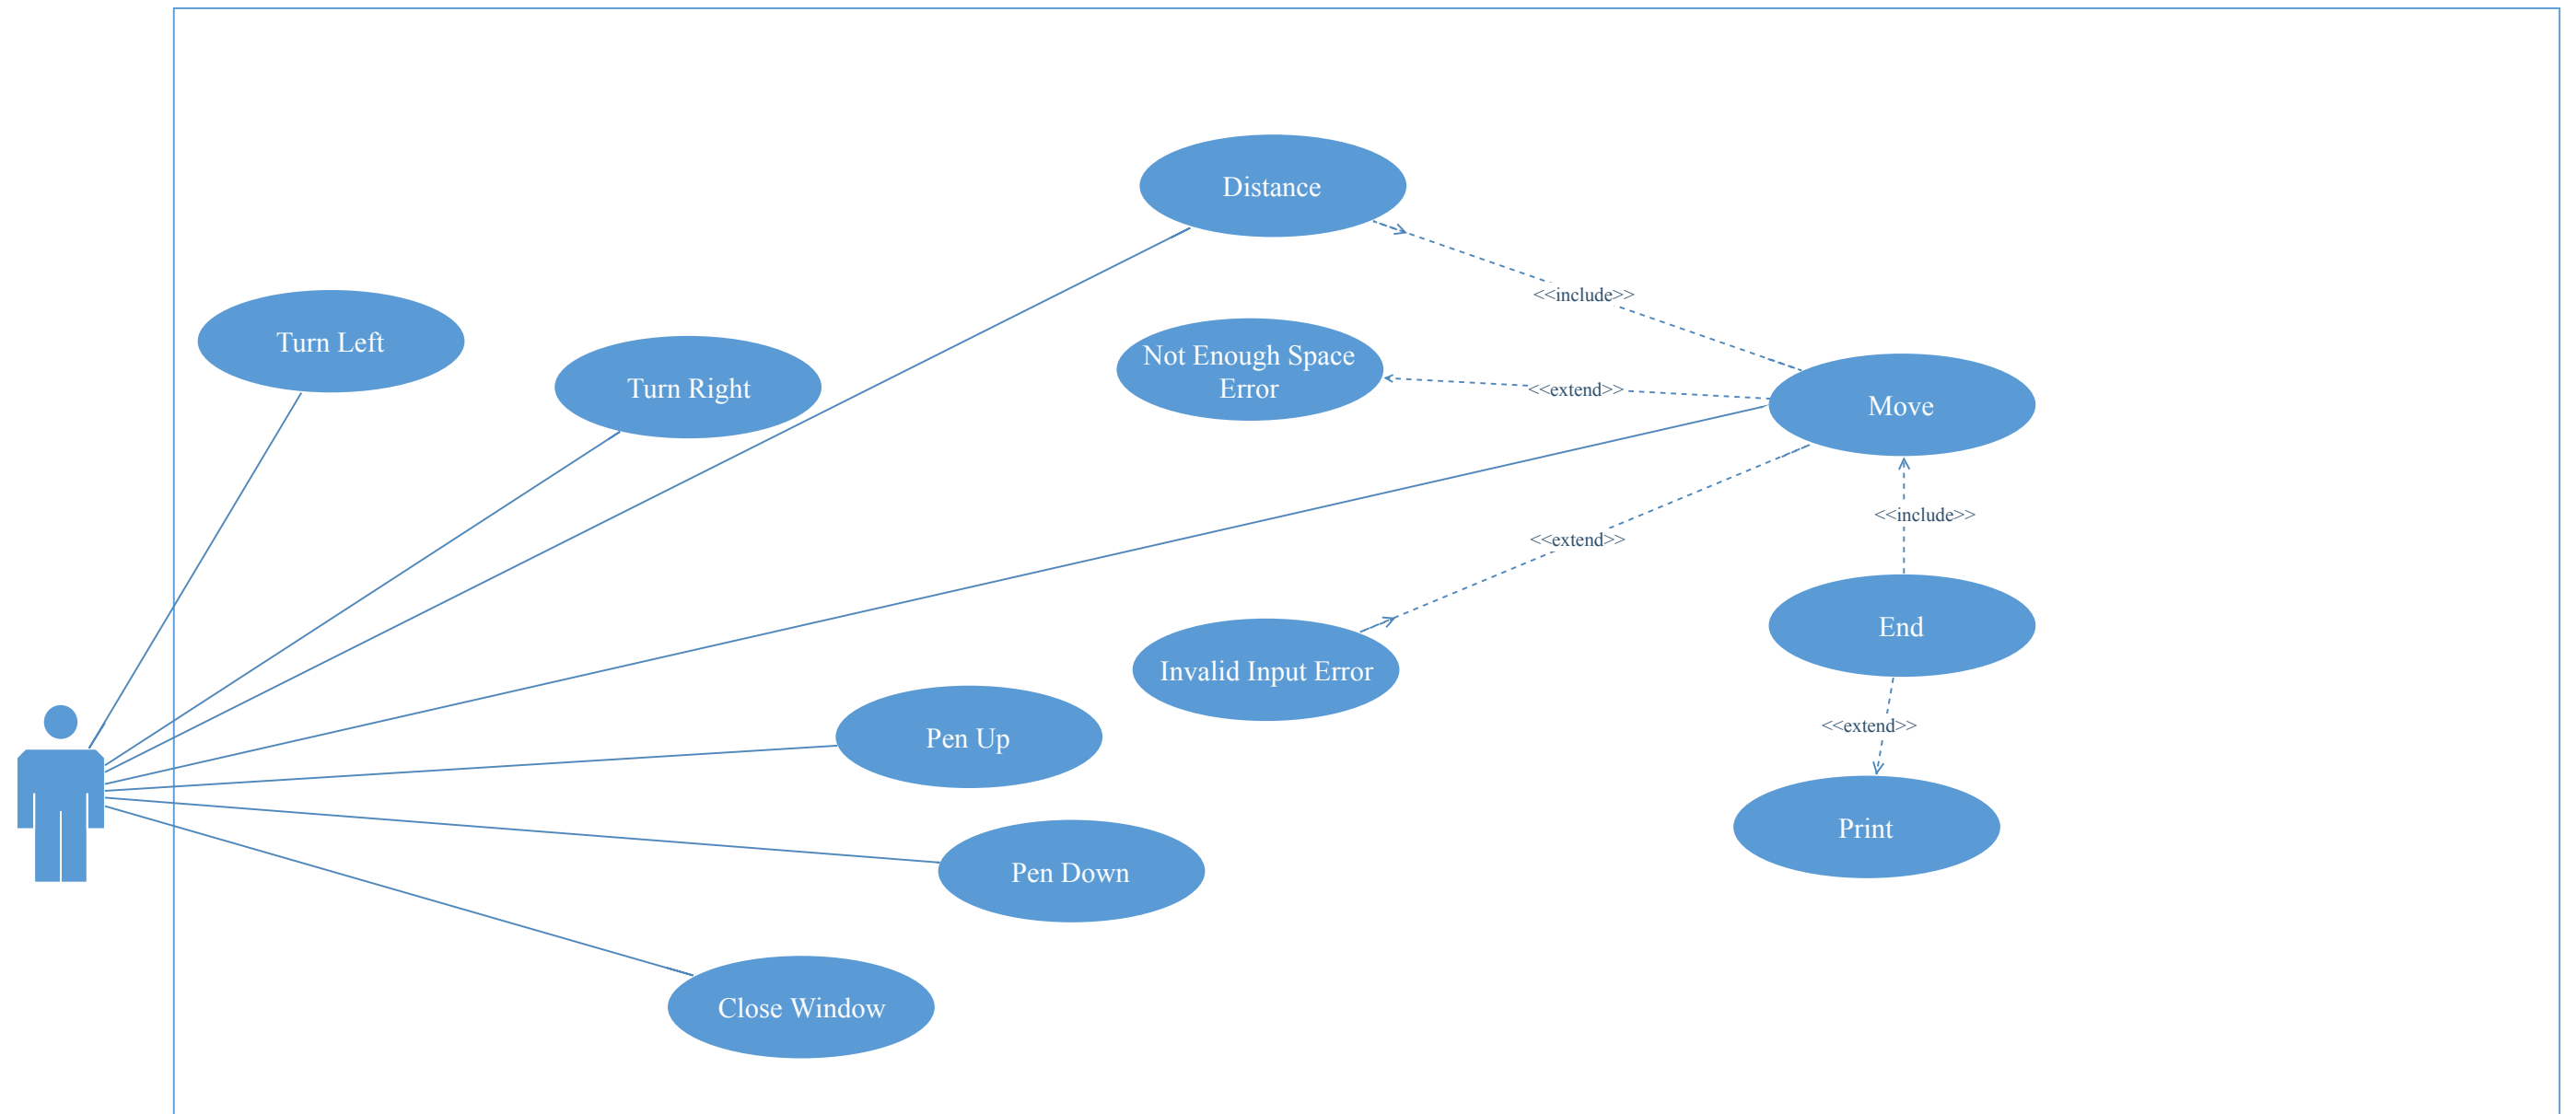 Distance
<<include>>
Turn Left
Not Enough Space
Error
Turn Right
<<extend>>
Move
<<include>>
<<extend>>
End
Invalid Input Error
<<extend>>
Pen Up
Print
Pen Down
Close Window